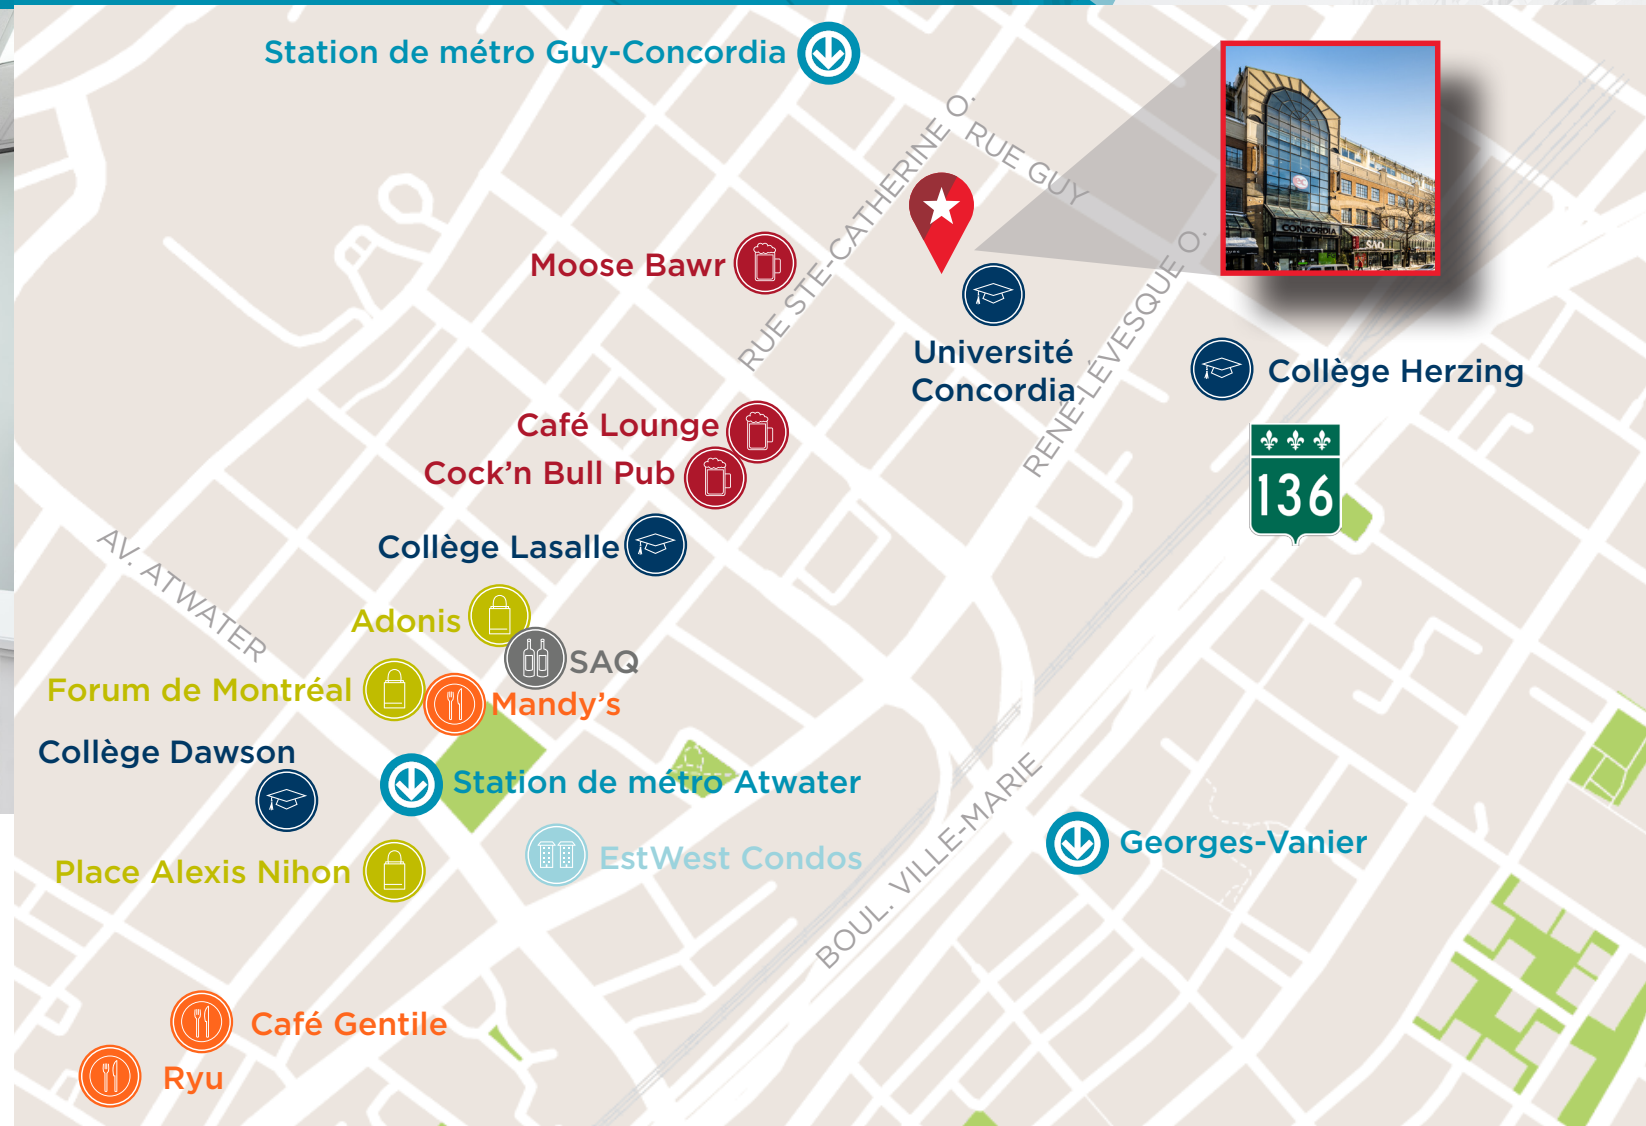 Station de métro Guy-Concordia
RUE STE-CATHERINE O.
RUE GUY
CONCORDIA
SAQ
Moose Bawr
Université
Concordia
RENÉ-LÉVESQUE O.
Collège Herzing
136
Café Lounge
Cock'n Bull Pub
Collège Lasalle
AV. ATWATER
Adonis
SAQ
Forum de Montréal
Mandy's
Collège Dawson
Station de métro Atwater
Georges-Vanier
EstWest Condos
Place Alexis Nihon
BOUL. VILLE-MARIE
Café Gentile
Ryu